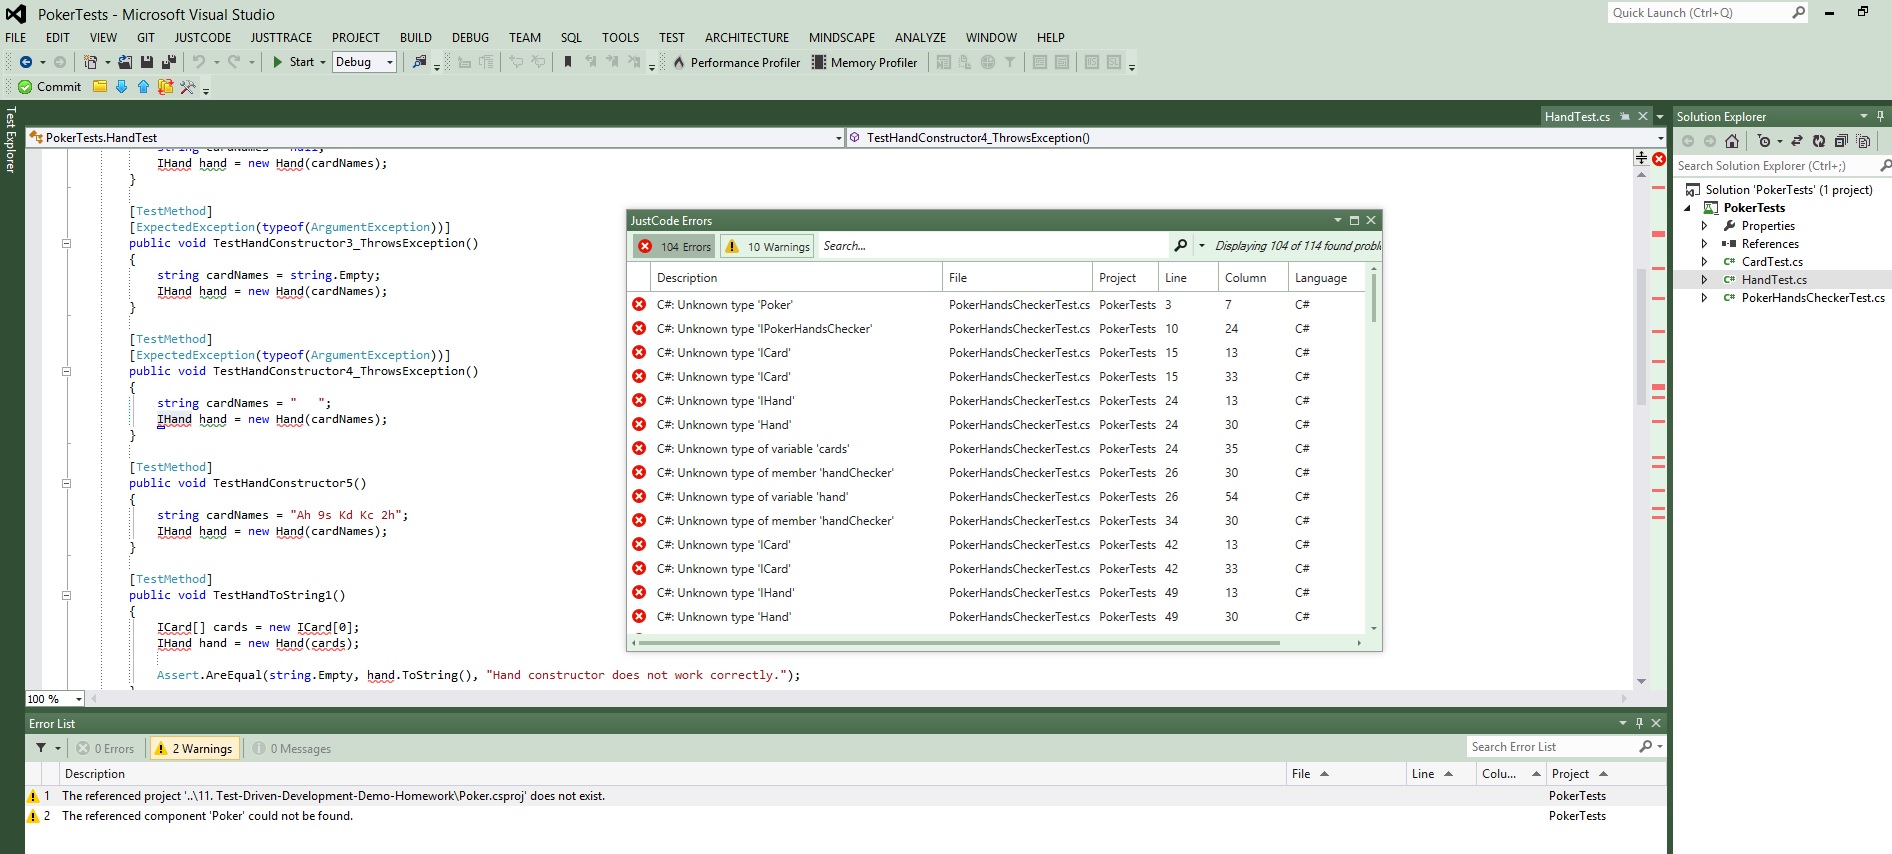 PokerTests - Microsoft Visual Studio
Quick Launch (Ctrl+Q)
FILE EDIT VIEW GIT JUSTCODE JUSTTRACE PROJECT BUILD DEBUG TEAM SQL TOOLS TEST ARCHITECTURE MINDSCAPE ANALYZE WINDOW HELP
Start Debug Performance Profiler Memory Profiler
Commit
Test Explorer
HandTest.cs
PokerTests.HandTest
TestHandConstructor4_ThrowsException()
string cardNames = null;
IHand hand = new Hand(cardNames);
}
[TestMethod]
[ExpectedException(typeof(ArgumentException))]
public void TestHandConstructor3_ThrowsException()
{
string cardNames = string.Empty;
IHand hand = new Hand(cardNames);
}
[TestMethod]
[ExpectedException(typeof(ArgumentException))]
public void TestHandConstructor4_ThrowsException()
{
string cardNames = "   ";
IHand hand = new Hand(cardNames);
}
[TestMethod]
public void TestHandConstructor5()
{
string cardNames = "Ah 9s Kd Kc 2h";
IHand hand = new Hand(cardNames);
}
[TestMethod]
public void TestHandToString1()
{
ICard[] cards = new ICard[0];
IHand hand = new Hand(cards);
Assert.AreEqual(string.Empty, hand.ToString(), "Hand constructor does not work correctly.");
100 %
JustCode Errors
104 Errors 10 Warnings Search... Displaying 104 of 114 found probl
Description File Project Line Column Language
C#: Unknown type 'Poker' PokerHandsCheckerTest.cs PokerTests 3 7 C#
C#: Unknown type 'IPokerHandsChecker' PokerHandsCheckerTest.cs PokerTests 10 24 C#
C#: Unknown type 'ICard' PokerHandsCheckerTest.cs PokerTests 15 13 C#
C#: Unknown type 'ICard' PokerHandsCheckerTest.cs PokerTests 15 33 C#
C#: Unknown type 'IHand' PokerHandsCheckerTest.cs PokerTests 24 13 C#
C#: Unknown type 'Hand' PokerHandsCheckerTest.cs PokerTests 24 30 C#
C#: Unknown type of variable 'cards' PokerHandsCheckerTest.cs PokerTests 24 35 C#
C#: Unknown type of member 'handChecker' PokerHandsCheckerTest.cs PokerTests 26 30 C#
C#: Unknown type of variable 'hand' PokerHandsCheckerTest.cs PokerTests 26 54 C#
C#: Unknown type of member 'handChecker' PokerHandsCheckerTest.cs PokerTests 34 30 C#
C#: Unknown type 'ICard' PokerHandsCheckerTest.cs PokerTests 42 13 C#
C#: Unknown type 'ICard' PokerHandsCheckerTest.cs PokerTests 42 33 C#
C#: Unknown type 'IHand' PokerHandsCheckerTest.cs PokerTests 49 13 C#
C#: Unknown type 'Hand' PokerHandsCheckerTest.cs PokerTests 49 30 C#
Solution Explorer
Search Solution Explorer (Ctrl+;)
Solution 'PokerTests' (1 project)
PokerTests
Properties
References
C# CardTest.cs
C# HandTest.cs
C# PokerHandsCheckerTest.cs
Error List
0 Errors 2 Warnings 0 Messages
Search Error List
Description File Line Colu... Project
1 The referenced project '..\11. Test-Driven-Development-Demo-Homework\Poker.csproj' does not exist. PokerTests
2 The referenced component 'Poker' could not be found. PokerTests